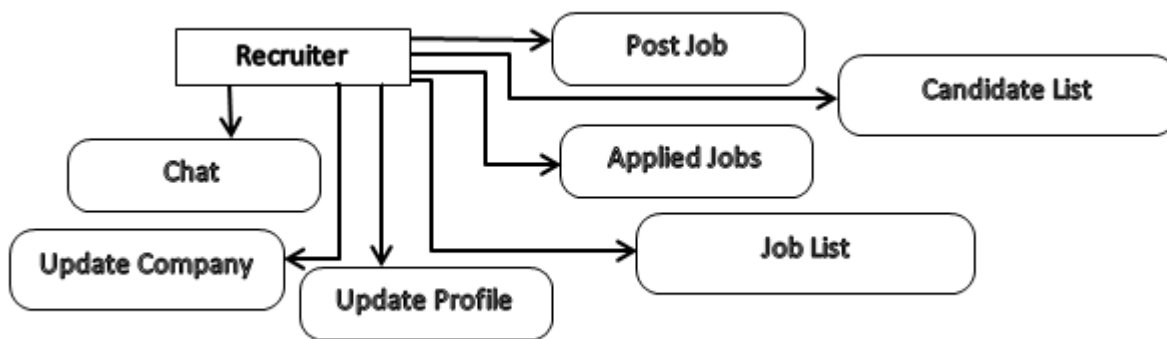 Recruiter
Post Job
Candidate List
Applied Jobs
Chat
Job List
Update Company
Update Profile